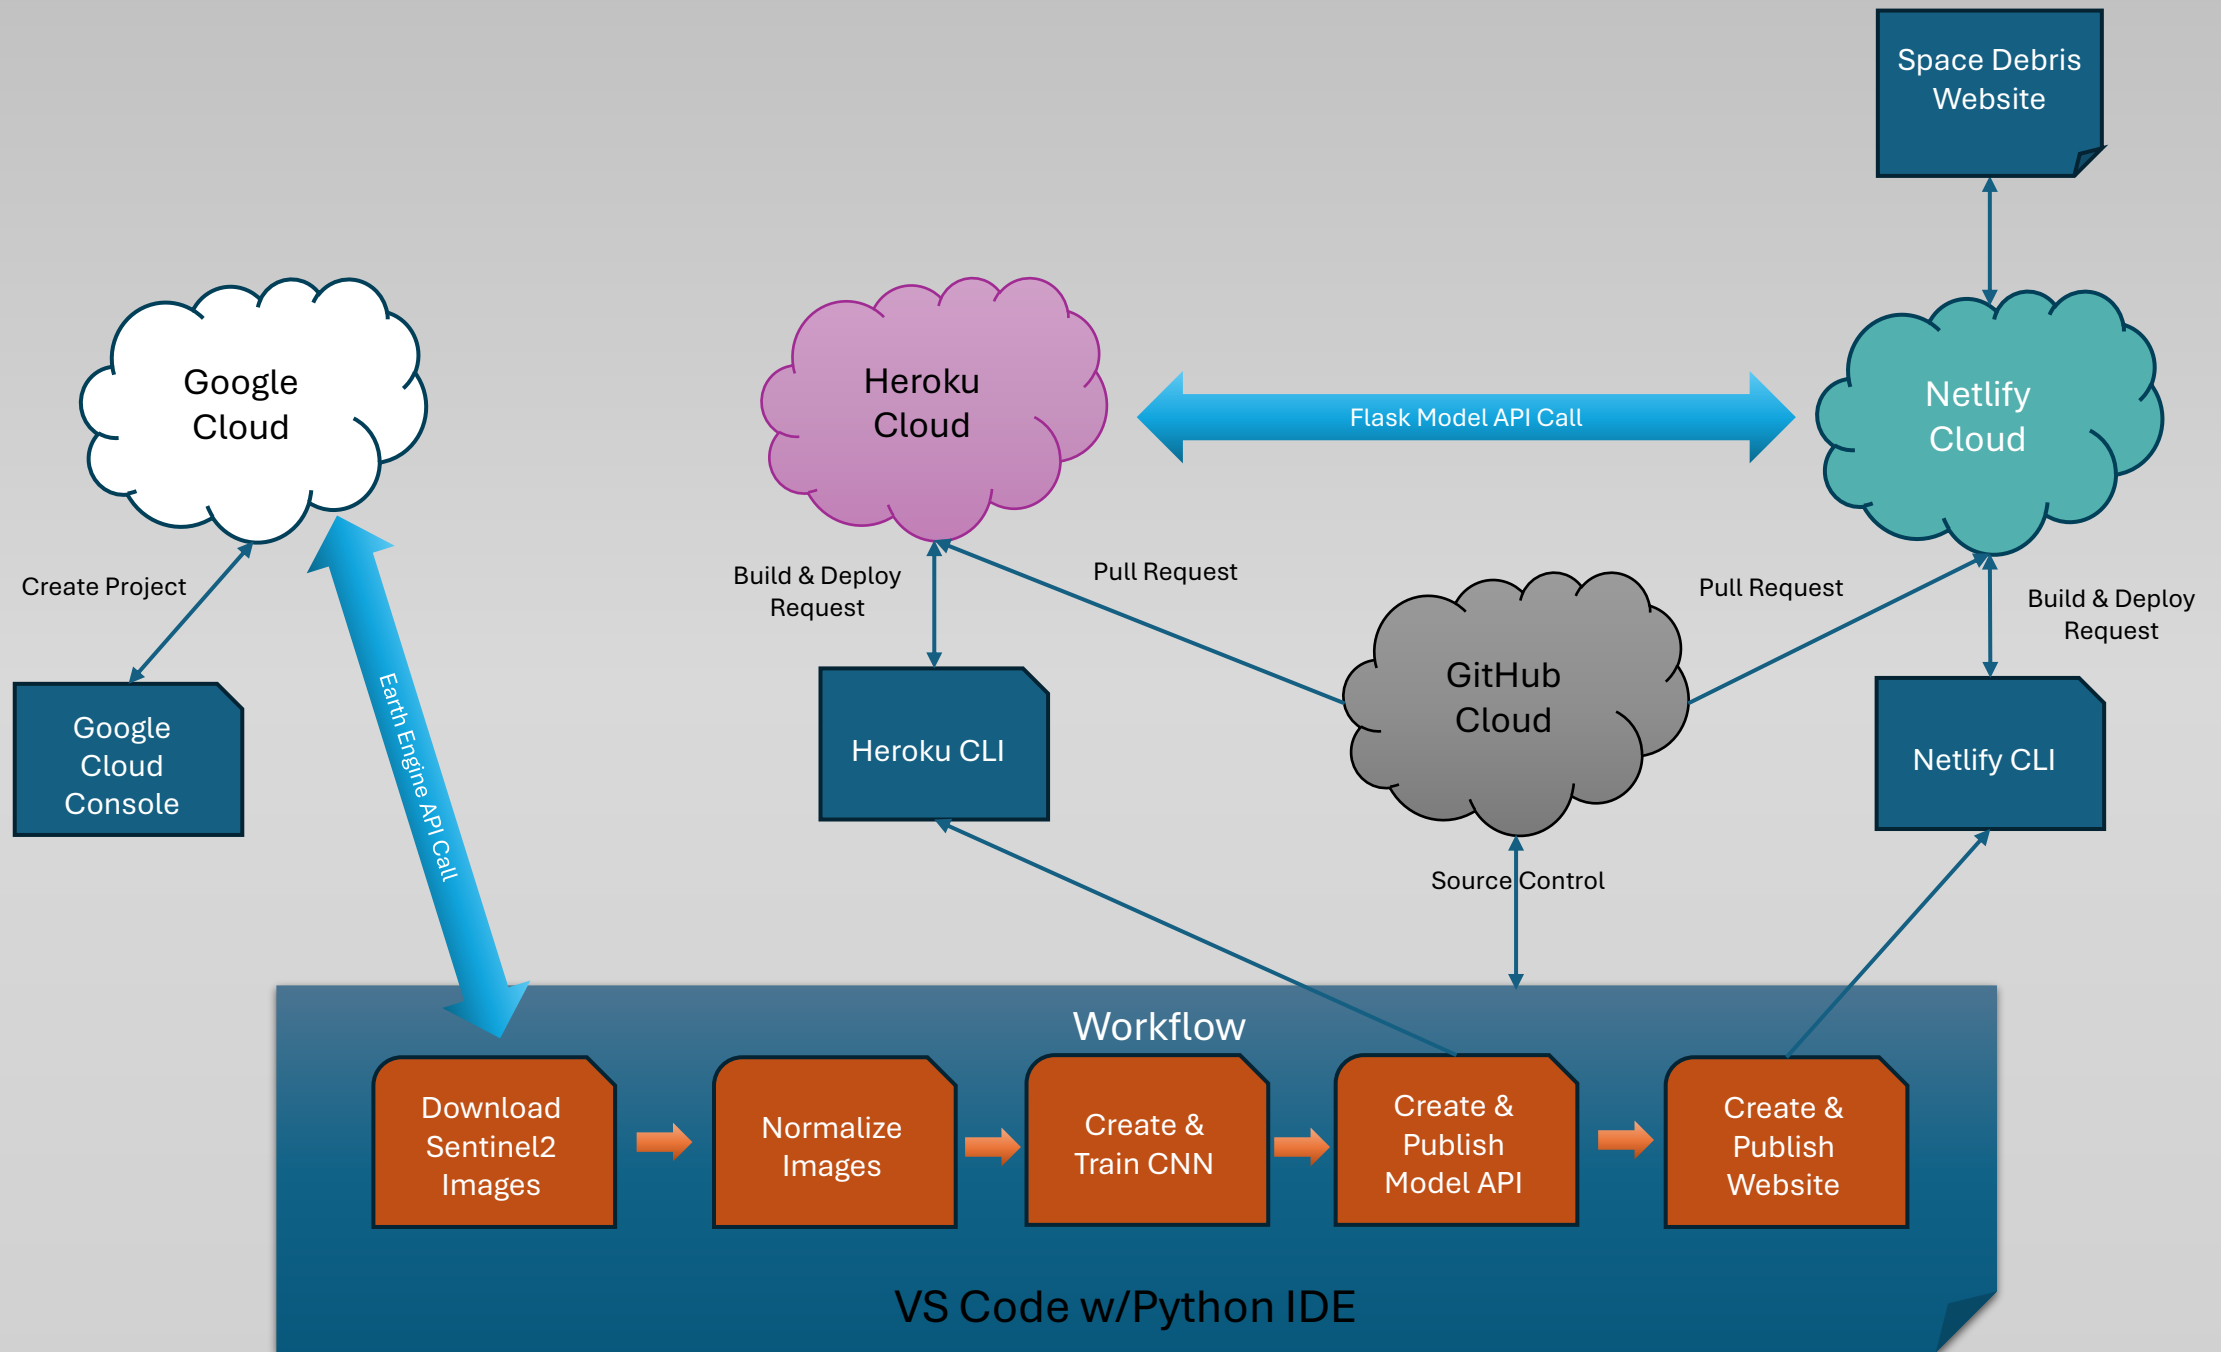 Space Debris
Website
Google
Cloud
Heroku
Cloud
Flask Model API Call
Netlify
Cloud
Create Project
Build & Deploy
Request
Pull Request
Pull Request
Build & Deploy
Request
Google
Cloud
Console
Earth Engine API Call
Heroku CLI
GitHub
Cloud
Netlify CLI
Source Control
Workflow
Download
Sentinel2
Images
Normalize
Images
Create &
Train CNN
Create &
Publish
Model API
Create &
Publish
Website
VS Code w/Python IDE